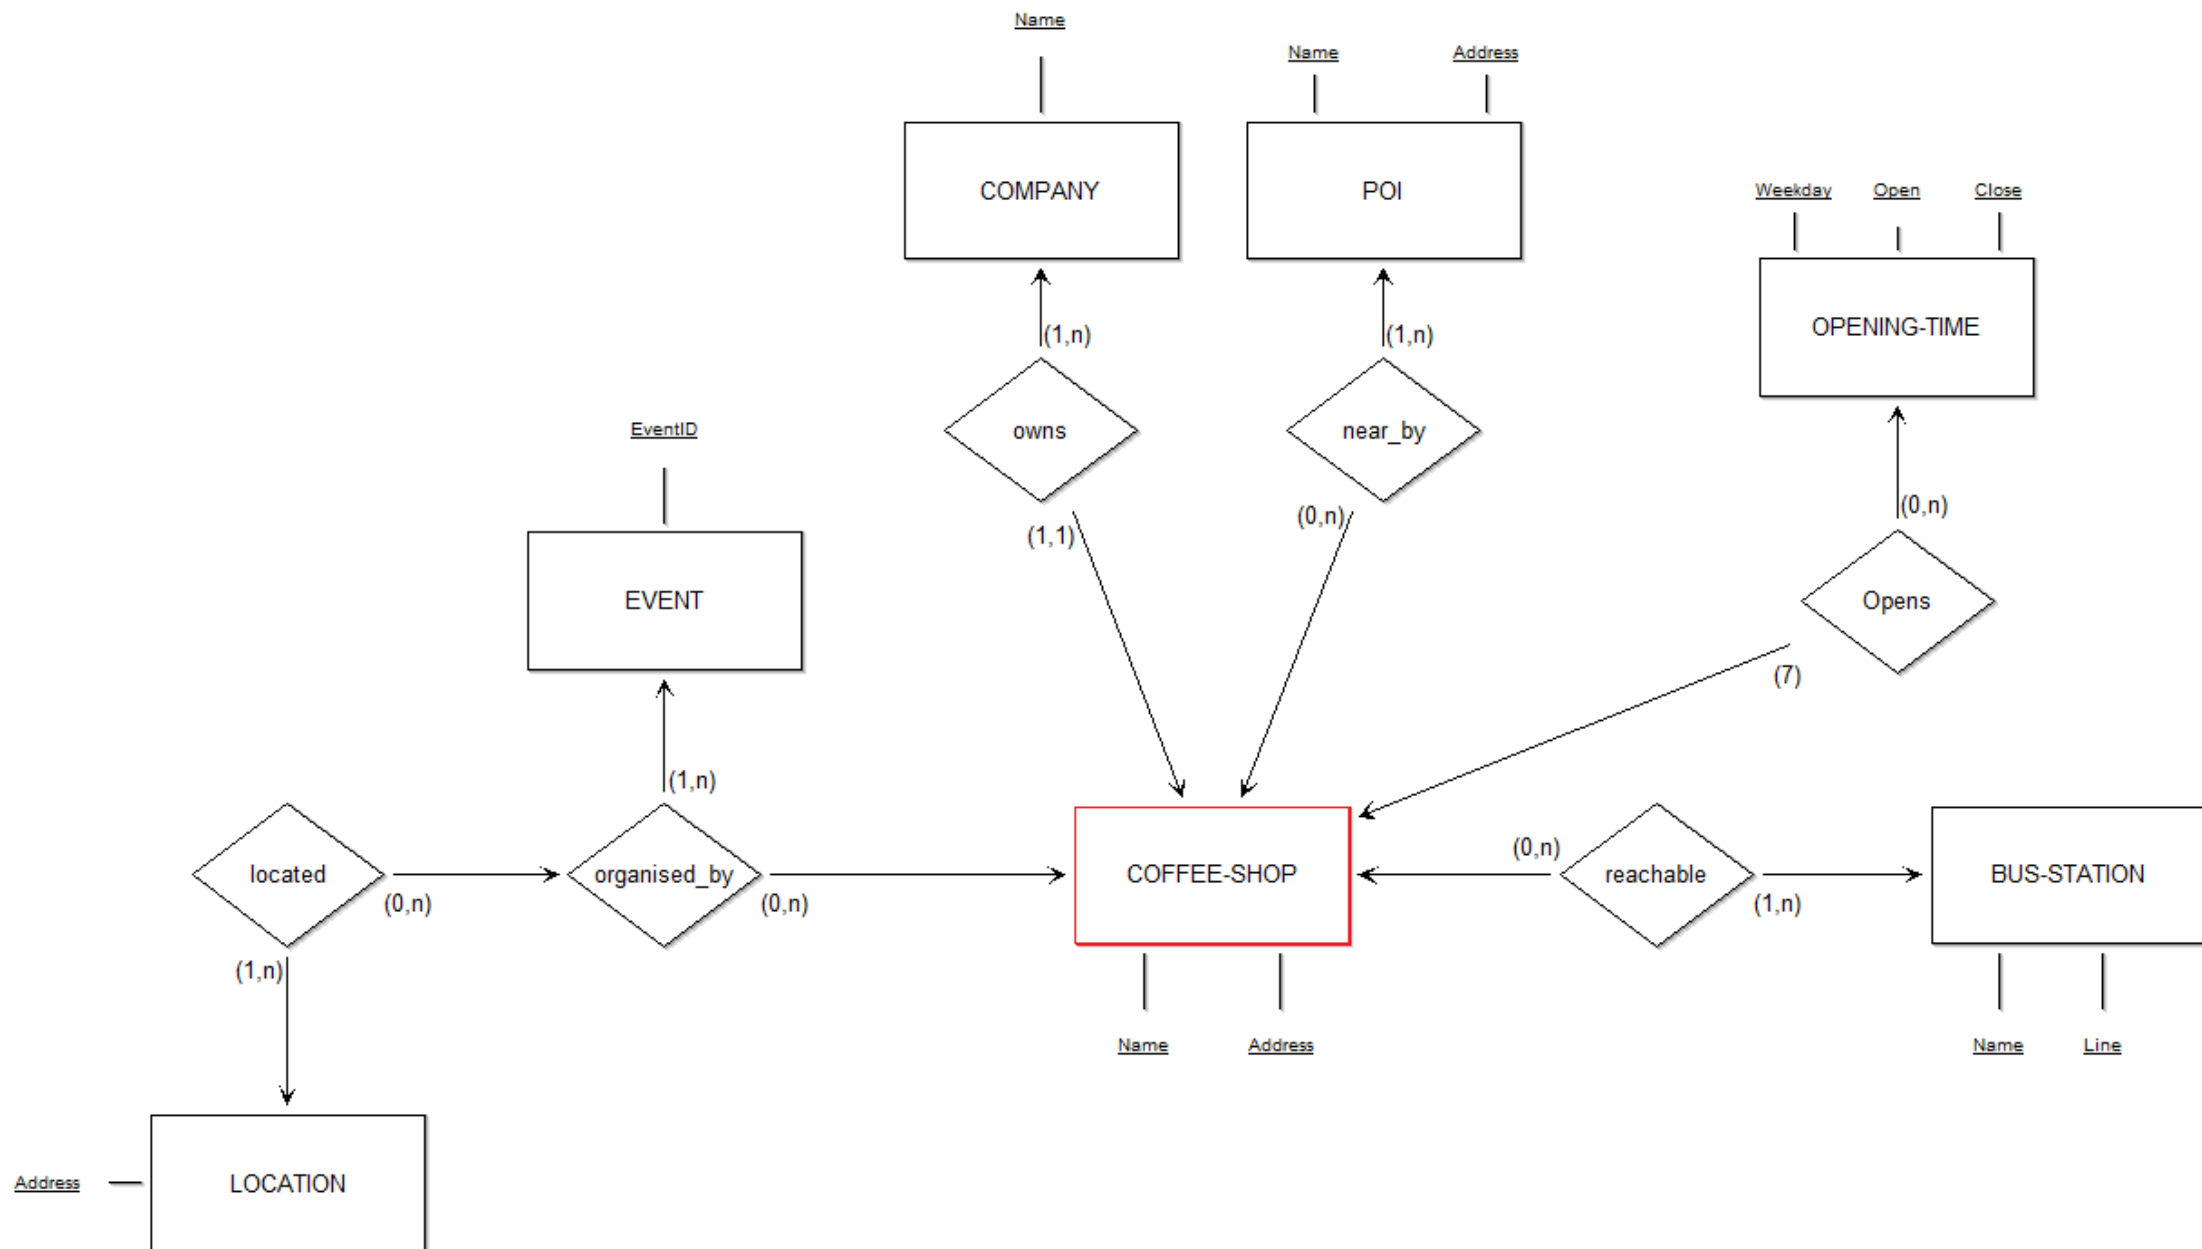 Name
Name
Address
COMPANY
POI
Weekday
Open
Close
OPENING-TIME
(1,n)
(1,n)
owns
near_by
EventID
(0,n)
(0,n)
(1,1)
EVENT
Opens
(7)
(1,n)
(0,n)
located
organised_by
COFFEE-SHOP
reachable
BUS-STATION
(0,n)
(0,n)
(1,n)
(1,n)
Name
Address
Name
Line
Address
LOCATION